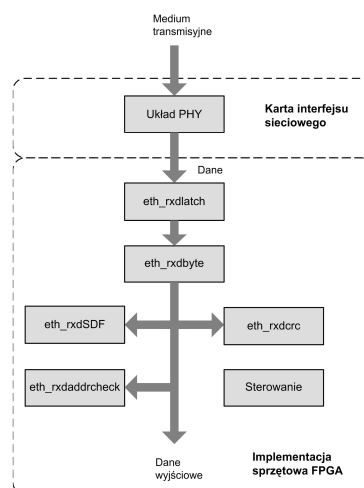 Medium
transmisyjne
Układ PHY
Karta interfejsu
sieciowego
Dane
eth_rxdlatch
eth_rxdbyte
eth_rxdSDF
eth_rxdcrc
eth_rxdaddrcheck
Sterowanie
Dane
wyjściowe
Implementacja
sprzętowa FPGA